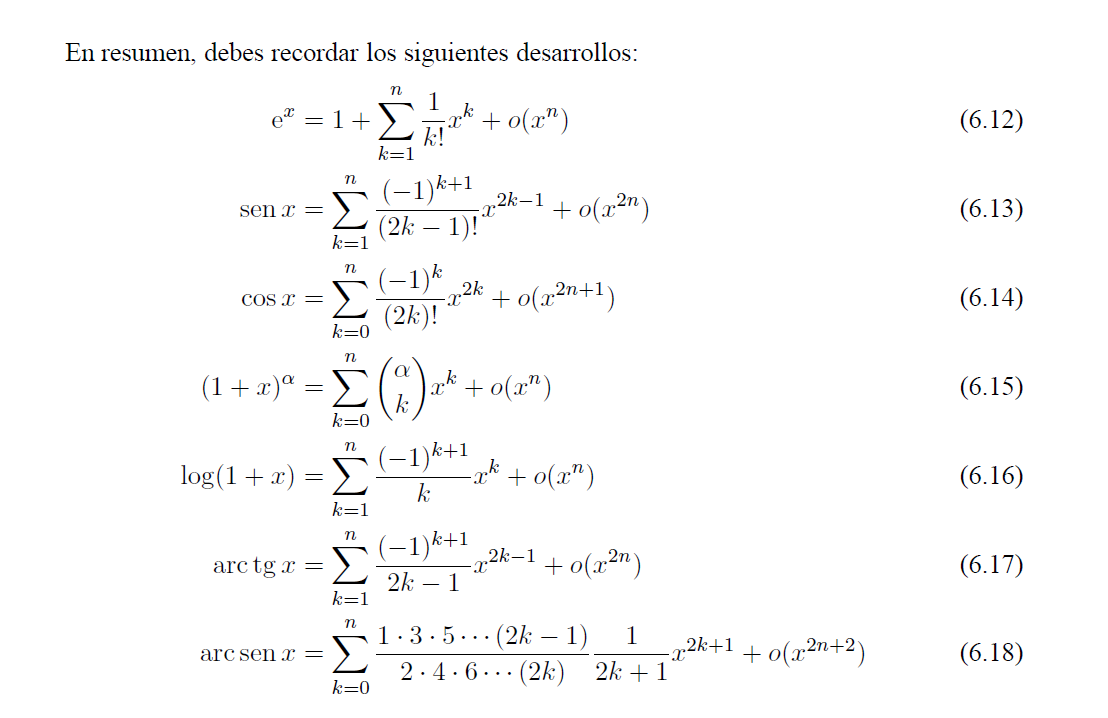 En resumen, debes recordar los siguientes desarrollos:
$\mathrm{e}^x = 1 + \sum_{k=1}^{n} \frac{1}{k!} x^k + o(x^n)$ (6.12)
$\operatorname{sen} x = \sum_{k=1}^{n} \frac{(-1)^{k+1}}{(2k-1)!} x^{2k-1} + o(x^{2n})$ (6.13)
$\cos x = \sum_{k=0}^{n} \frac{(-1)^k}{(2k)!} x^{2k} + o(x^{2n+1})$ (6.14)
$(1+x)^\alpha = \sum_{k=0}^{n} \binom{\alpha}{k} x^k + o(x^n)$ (6.15)
$\log(1+x) = \sum_{k=1}^{n} \frac{(-1)^{k+1}}{k} x^k + o(x^n)$ (6.16)
$\operatorname{arc\,tg} x = \sum_{k=1}^{n} \frac{(-1)^{k+1}}{2k-1} x^{2k-1} + o(x^{2n})$ (6.17)
$\operatorname{arc\,sen} x = \sum_{k=0}^{n} \frac{1 \cdot 3 \cdot 5 \cdots (2k-1)}{2 \cdot 4 \cdot 6 \cdots (2k)} \frac{1}{2k+1} x^{2k+1} + o(x^{2n+2})$ (6.18)